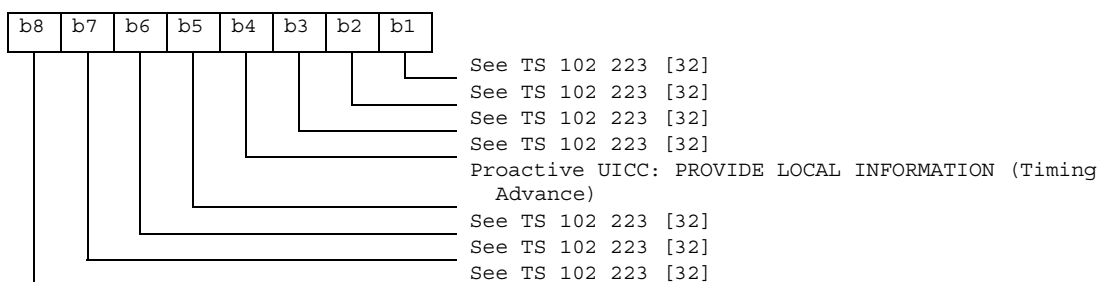 b8 b7 b6 b5 b4 b3 b2 b1
See TS 102 223 [32]
See TS 102 223 [32]
See TS 102 223 [32]
See TS 102 223 [32]
Proactive UICC: PROVIDE LOCAL INFORMATION (Timing
Advance)
See TS 102 223 [32]
See TS 102 223 [32]
See TS 102 223 [32]